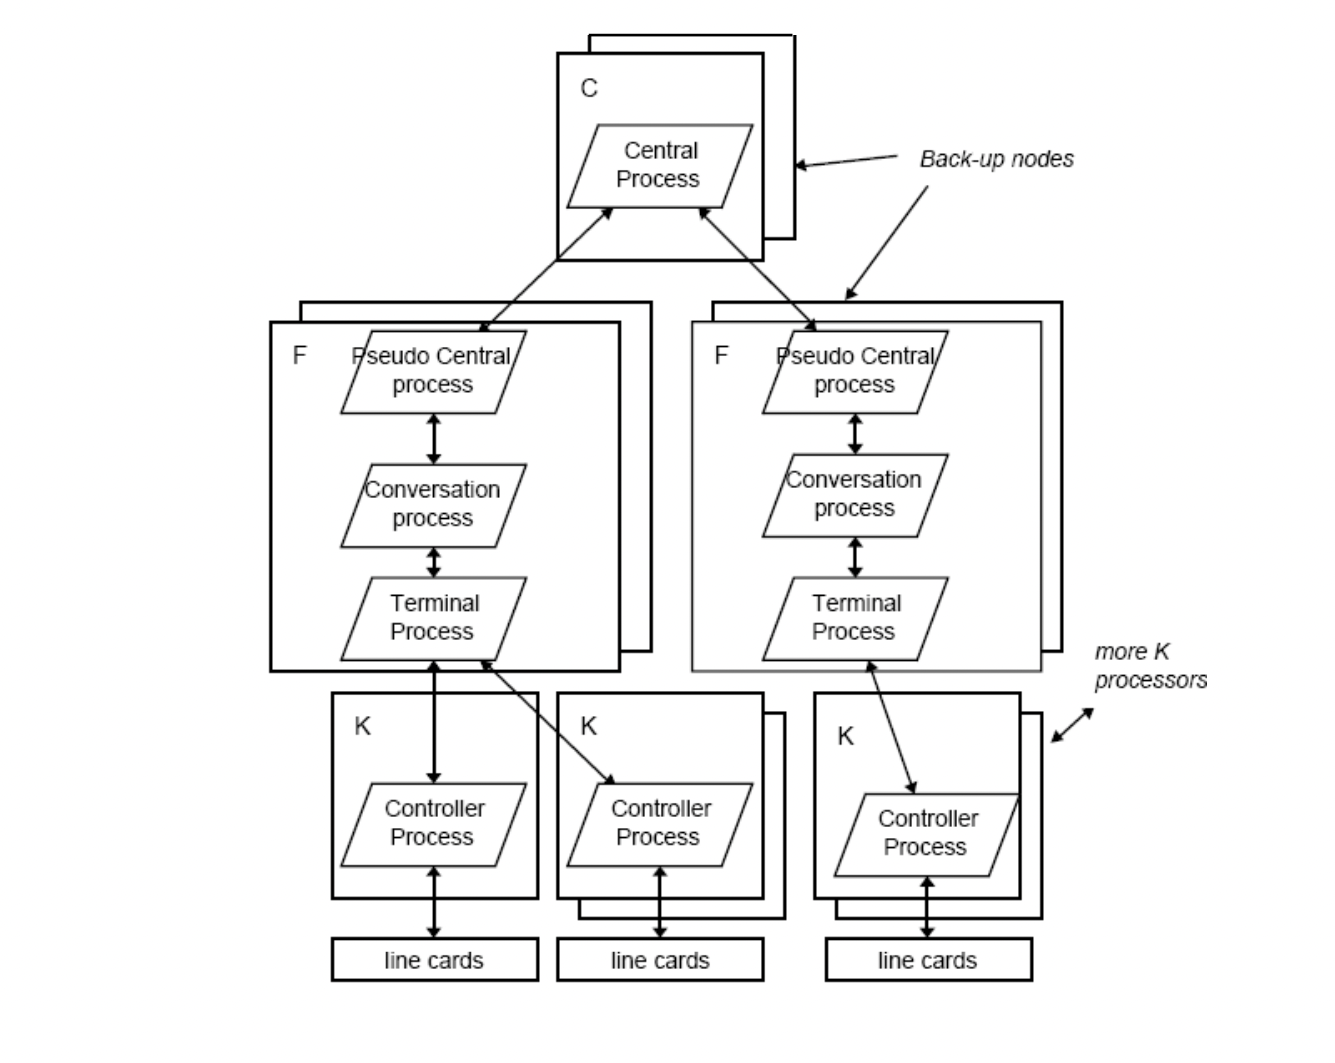 C
Central
Process
Back-up nodes
F
Pseudo Central
process
Conversation
process
Terminal
Process
F
Pseudo Central
process
Conversation
process
Terminal
Process
more K
processors
K
Controller
Process
line cards
K
Controller
Process
line cards
K
Controller
Process
line cards